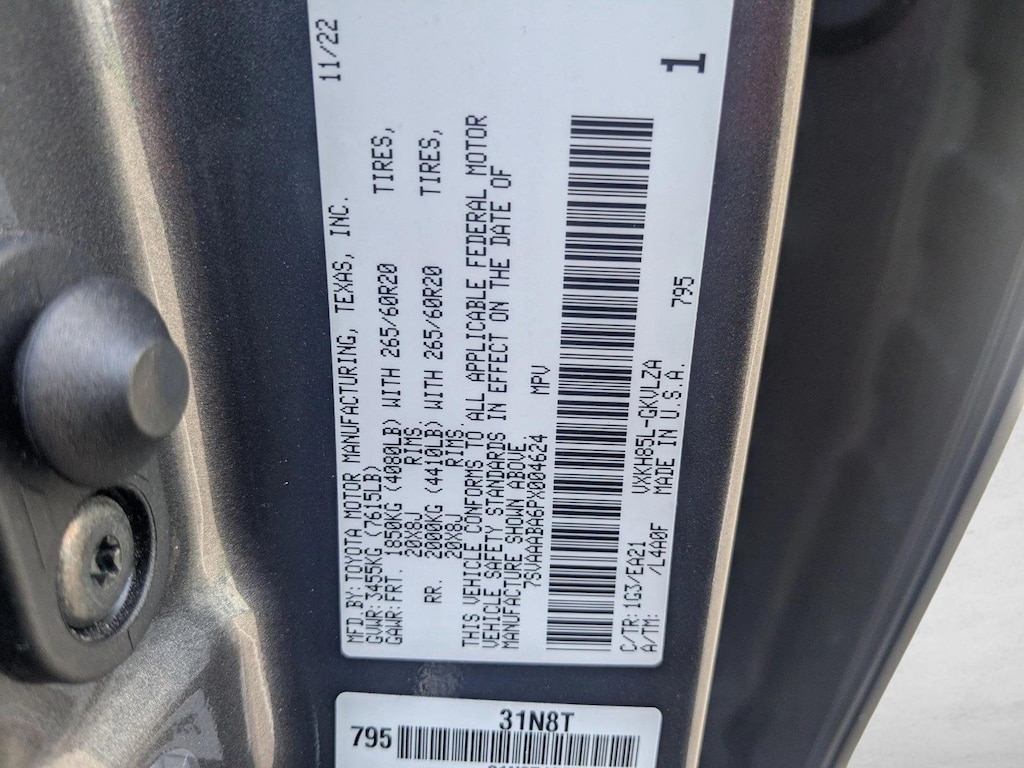 MFD. BY: TOYOTA MOTOR MANUFACTURING, TEXAS, INC. 11/22
GVWR: 3455KG (7615LB)
GAWR: FRT. 1850KG (4080LB) WITH 265/60R20 TIRES,
20X8J RIMS.
RR. 2000KG (4410LB) WITH 265/60R20 TIRES,
20X8J RIMS.
THIS VEHICLE CONFORMS TO ALL APPLICABLE FEDERAL MOTOR
VEHICLE SAFETY STANDARDS IN EFFECT ON THE DATE OF
MANUFACTURE SHOWN ABOVE.
7SVAAABA6PX004624 MPV
C/TR: 1G3/EA21 VXKH85L-GKVLZA 795 1
A/TM: /L4A0F MADE IN U.S.A.
31N8T
795